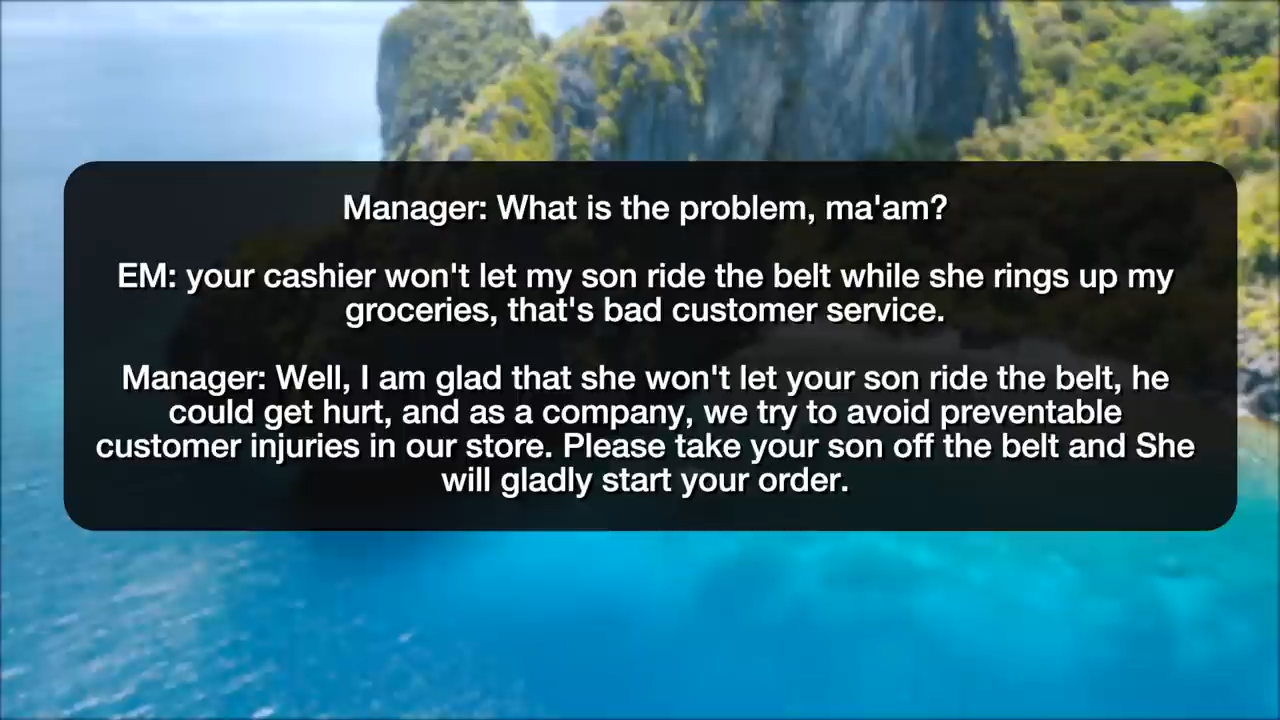 Manager: What is the problem, ma'am?
EM: your cashier won't let my son ride the belt while she rings up my
groceries, that's bad customer service.
Manager: Well, I am glad that she won't let your son ride the belt, he
could get hurt, and as a company, we try to avoid preventable
customer injuries in our store. Please take your son off the belt and She
will gladly start your order.